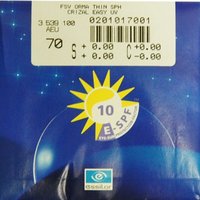 FSV ORMA THIN SPH
CRIZAL EASY UV
3 539 100
AEU
0201017001
70
S + 0.00 C +0.00
+ 0.00 -0.00
10
E-SPF
essilor